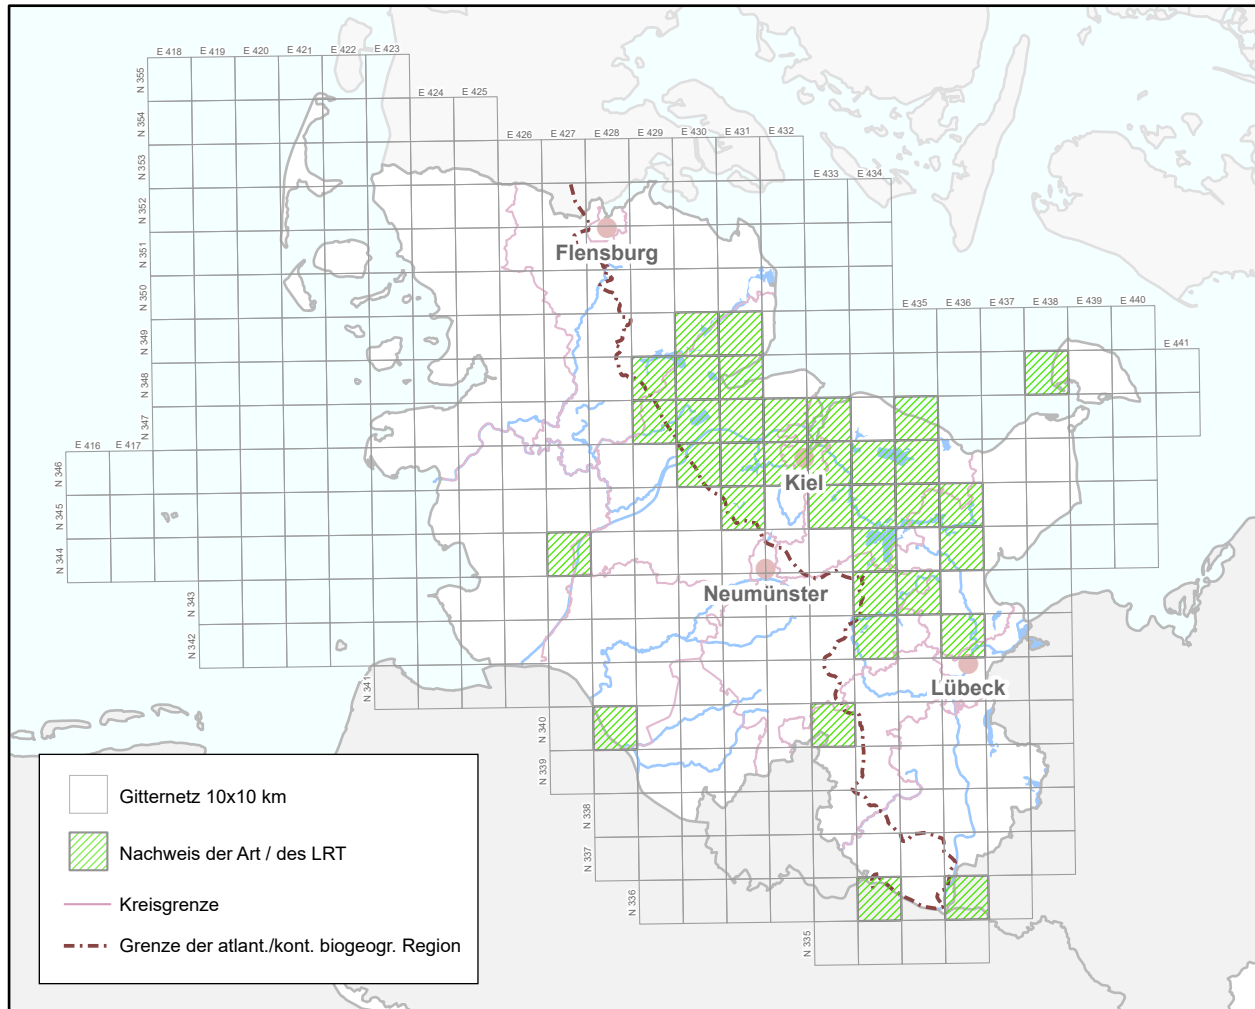 E 418 E 419 E 420 E 421 E 422 E 423
E 424 E 425
E 426 E 427 E 428 E 429 E 430 E 431 E 432
E 433 E 434
E 435 E 436 E 437 E 438 E 439 E 440
E 441
E 416 E 417
N 355
N 354
N 353
N 352
N 351
N 350
N 349
N 348
N 347
N 346
N 345
N 344
N 343
N 342
N 341
N 340
N 339
N 338
N 337
N 336
N 335
Flensburg
Kiel
Neumünster
Lübeck
Gitternetz 10x10 km
Nachweis der Art / des LRT
Kreisgrenze
Grenze der atlant./kont. biogeogr. Region